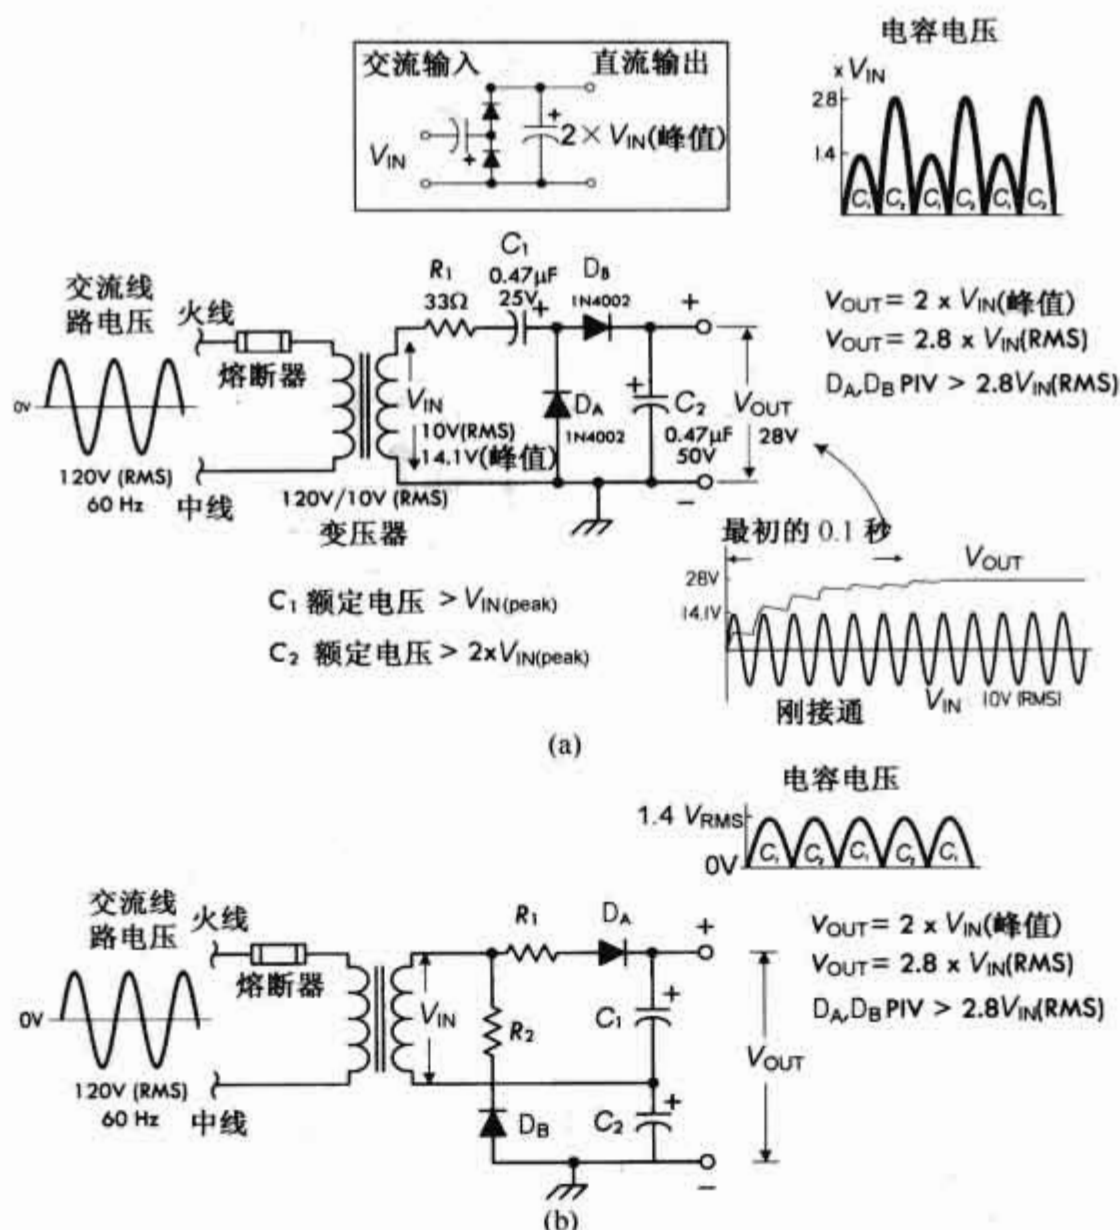 电容电压
× VIN
2.8
1.4
C₁ C₂ C₁ C₂ C₁ C₂
交流输入 直流输出
VIN
+
+
2 × VIN(峰值)
交流线
路电压
火线
熔断器
0V
120V (RMS)
60 Hz
中线
120V/10V (RMS)
变压器
VIN
10V(RMS)
14.1V(峰值)
R₁
33Ω
C₁
0.47μF
25V
+
DB
1N4002
DA
1N4002
+
C₂
0.47μF
50V
+
VOUT
28V
−
VOUT = 2 x VIN(峰值)
VOUT = 2.8 x VIN(RMS)
DA,DB PIV > 2.8VIN(RMS)
C₁ 额定电压 > VIN(peak)
C₂ 额定电压 > 2xVIN(peak)
最初的 0.1 秒
VOUT
28V
14.1V
VIN 10V (RMS)
刚接通
(a)
电容电压
1.4 VRMS
0V
C₁ C₂ C₁ C₂ C₁
交流线
路电压
火线
熔断器
0V
120V (RMS)
60 Hz
中线
VIN
R₁
DA
R₂
DB
+
C₁
+
C₂
+
VOUT
−
VOUT = 2 x VIN(峰值)
VOUT = 2.8 x VIN(RMS)
DA,DB PIV > 2.8VIN(RMS)
(b)